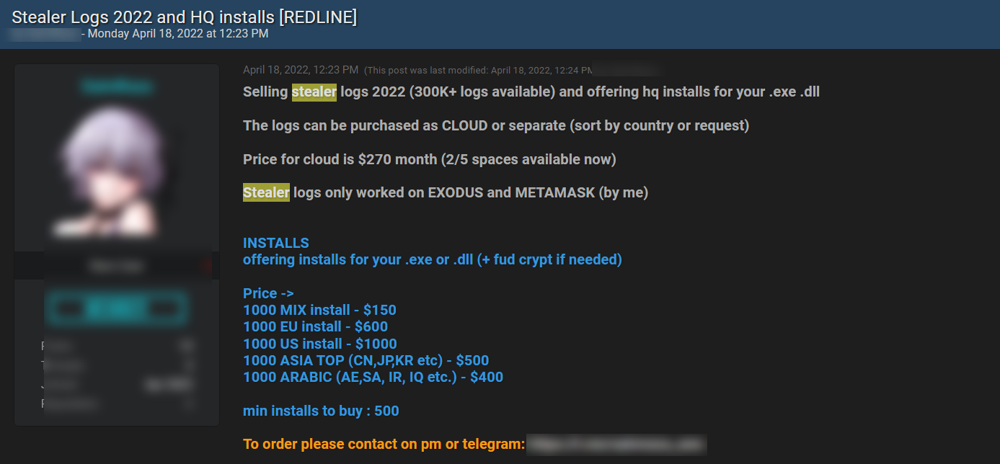 Stealer Logs 2022 and HQ installs [REDLINE]
- Monday April 18, 2022 at 12:23 PM
April 18, 2022, 12:23 PM (This post was last modified: April 18, 2022, 12:24 PM
Selling stealer logs 2022 (300K+ logs available) and offering hq installs for your .exe .dll
The logs can be purchased as CLOUD or separate (sort by country or request)
Price for cloud is $270 month (2/5 spaces available now)
Stealer logs only worked on EXODUS and METAMASK (by me)
INSTALLS
offering installs for your .exe or .dll (+ fud crypt if needed)
Price ->
1000 MIX install - $150
1000 EU install - $600
1000 US install - $1000
1000 ASIA TOP (CN,JP,KR etc) - $500
1000 ARABIC (AE,SA, IR, IQ etc.) - $400
min installs to buy : 500
To order please contact on pm or telegram: